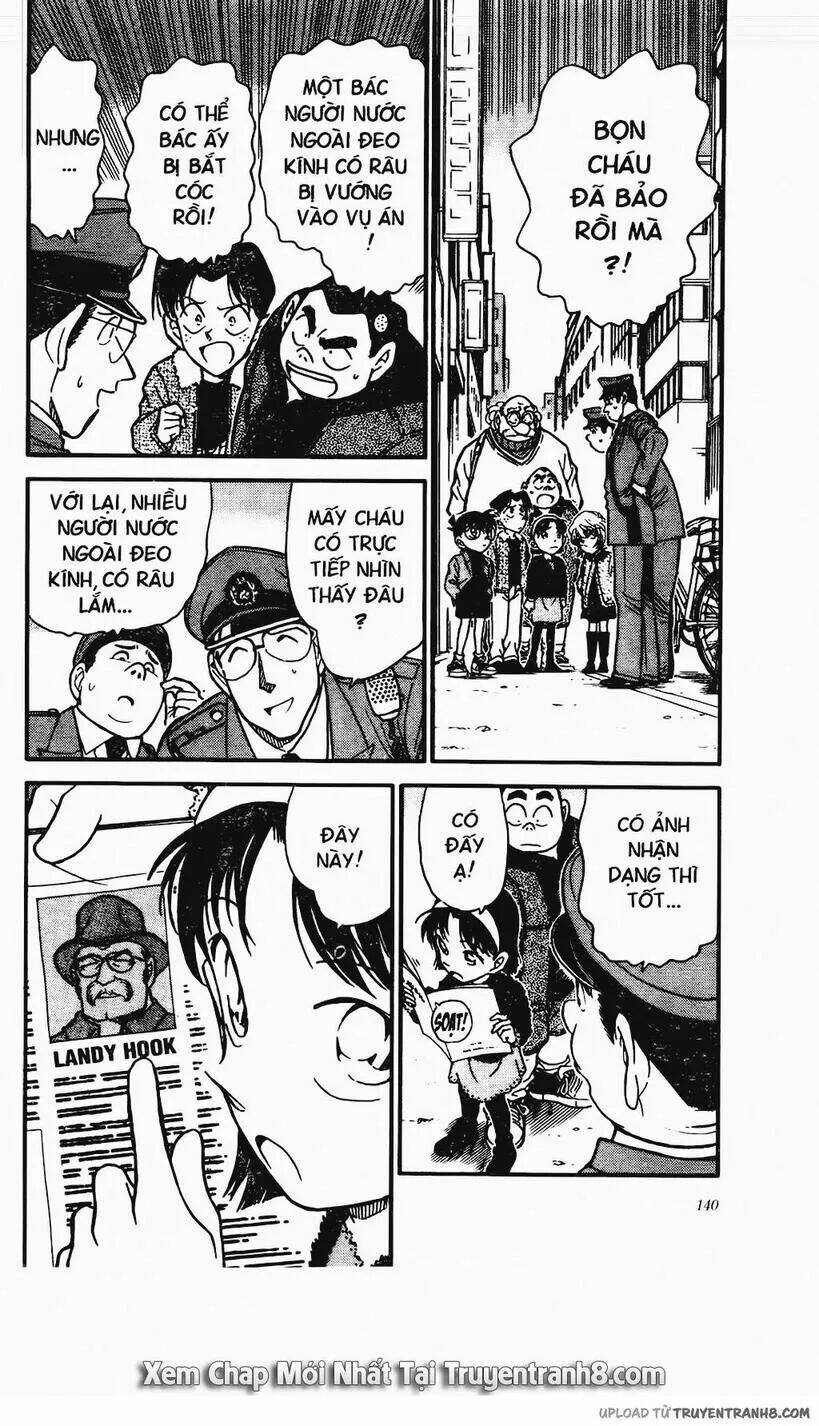 BỌN
CHÁU
ĐÃ BẢO
RỒI MÀ
?!
MỘT BÁC
NGƯỜI NƯỚC
NGOÀI ĐEO
KÍNH CÓ RÂU
BỊ VƯỚNG
VÀO VỤ ÁN
!
CÓ THỂ
BÁC ẤY
BỊ BẮT
CÓC
RỒI!
NHƯNG
...
MẤY CHÁU
CÓ TRỰC
TIẾP NHÌN
THẤY ĐÂU
?
VỚI LẠI, NHIỀU
NGƯỜI NƯỚC
NGOÀI ĐEO
KÍNH, CÓ RÂU
LẮM...
CÓ ẢNH
NHẬN
DẠNG THÌ
TỐT...
CÓ
ĐẤY
Ạ!
SOẠT!
ĐÂY
NÀY!
LANDY HOOK
140
Xem Chap Mới Nhất Tại Truyentranh8.com
UPLOAD TỪ TRUYENTRANH8.COM